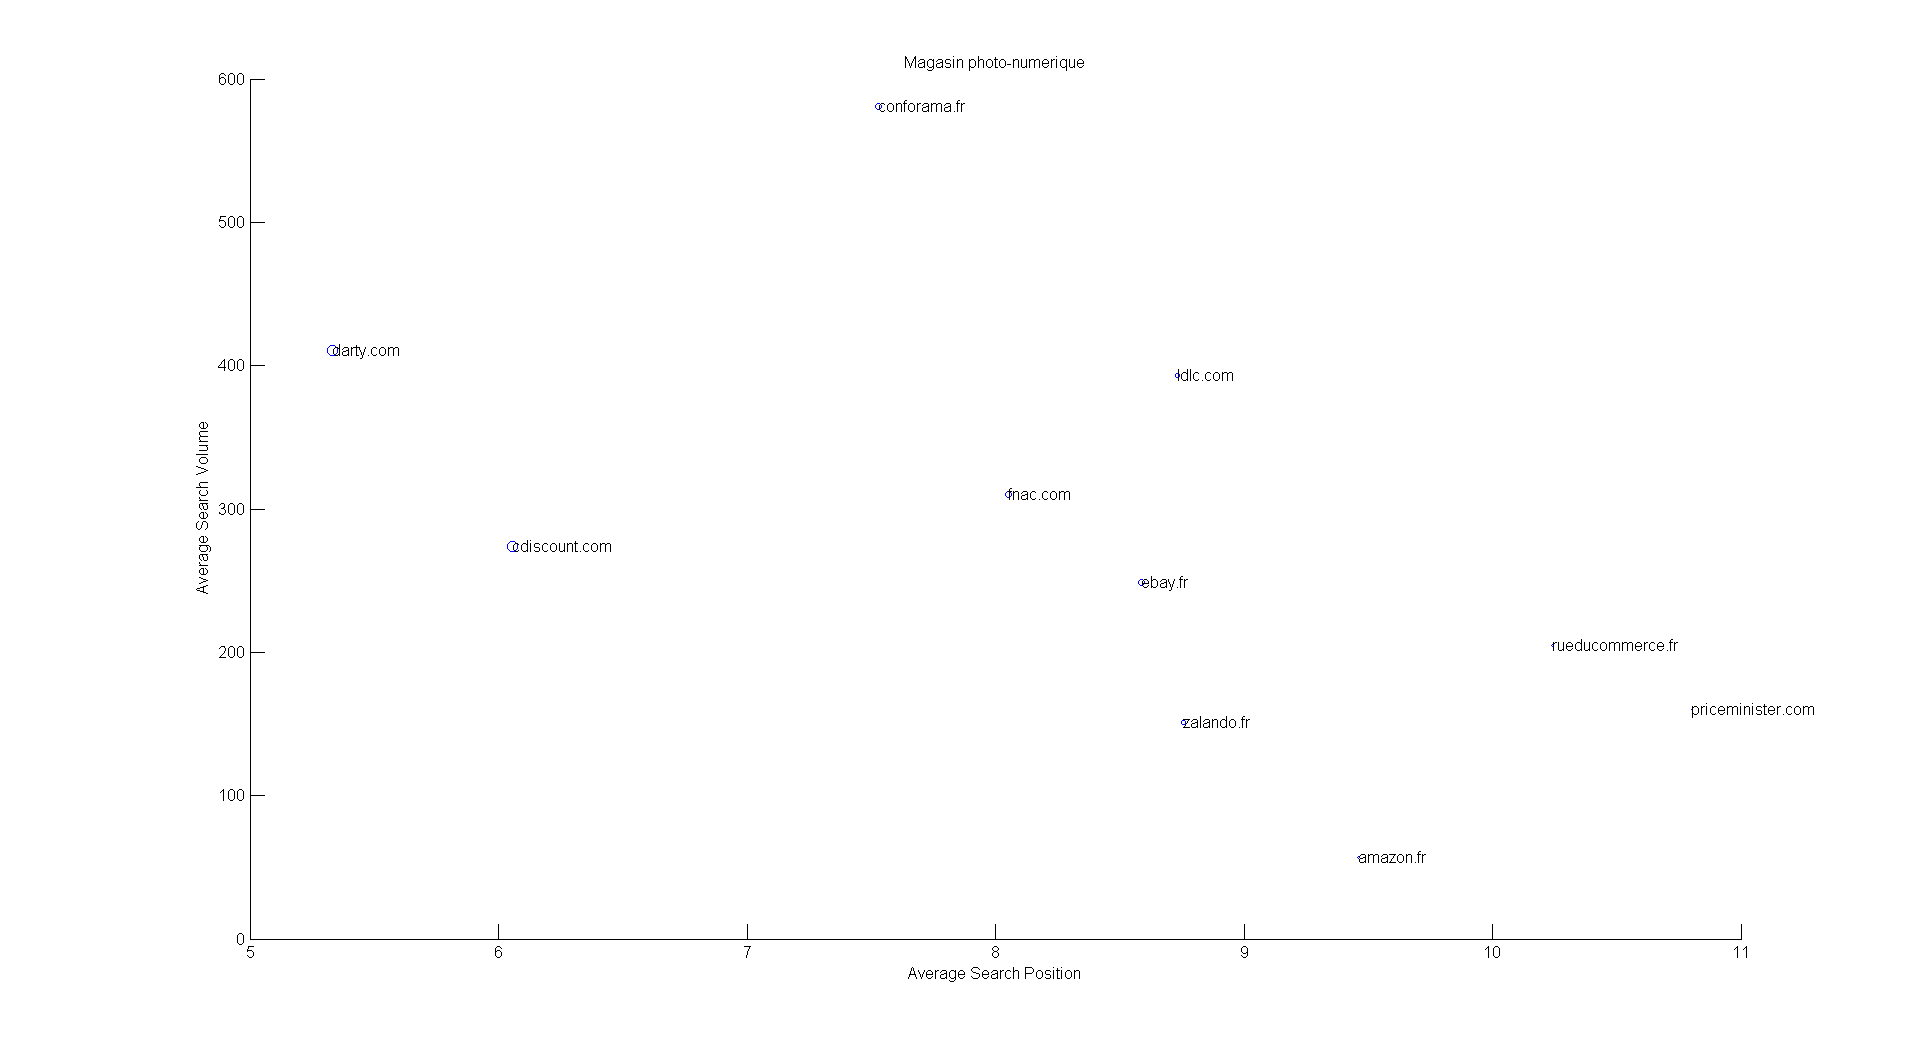 Magasin photo-numerique
600
conforama.fr
500
darty.com
400
ldlc.com
Average Search Volume
fnac.com
300
cdiscount.com
ebay.fr
rueducommerce.fr
200
priceminister.com
zalando.fr
100
amazon.fr
0
5 6 7 8 9 10 11
Average Search Position